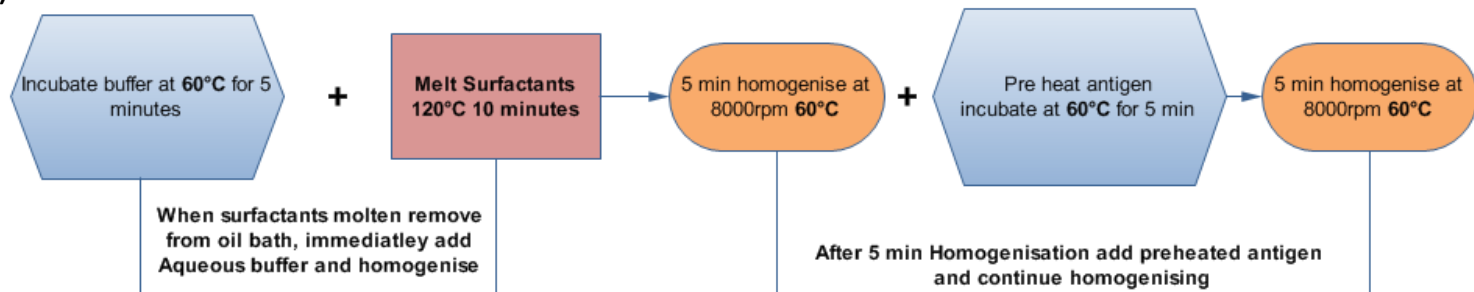 )
Incubate buffer at 60°C for 5
minutes
+
Melt Surfactants
120°C 10 minutes
5 min homogenise at
8000rpm 60°C
+
Pre heat antigen
incubate at 60°C for 5 min
5 min homogenise at
8000rpm 60°C
When surfactants molten remove
from oil bath, immediatley add
Aqueous buffer and homogenise
After 5 min Homogenisation add preheated antigen
and continue homogenising